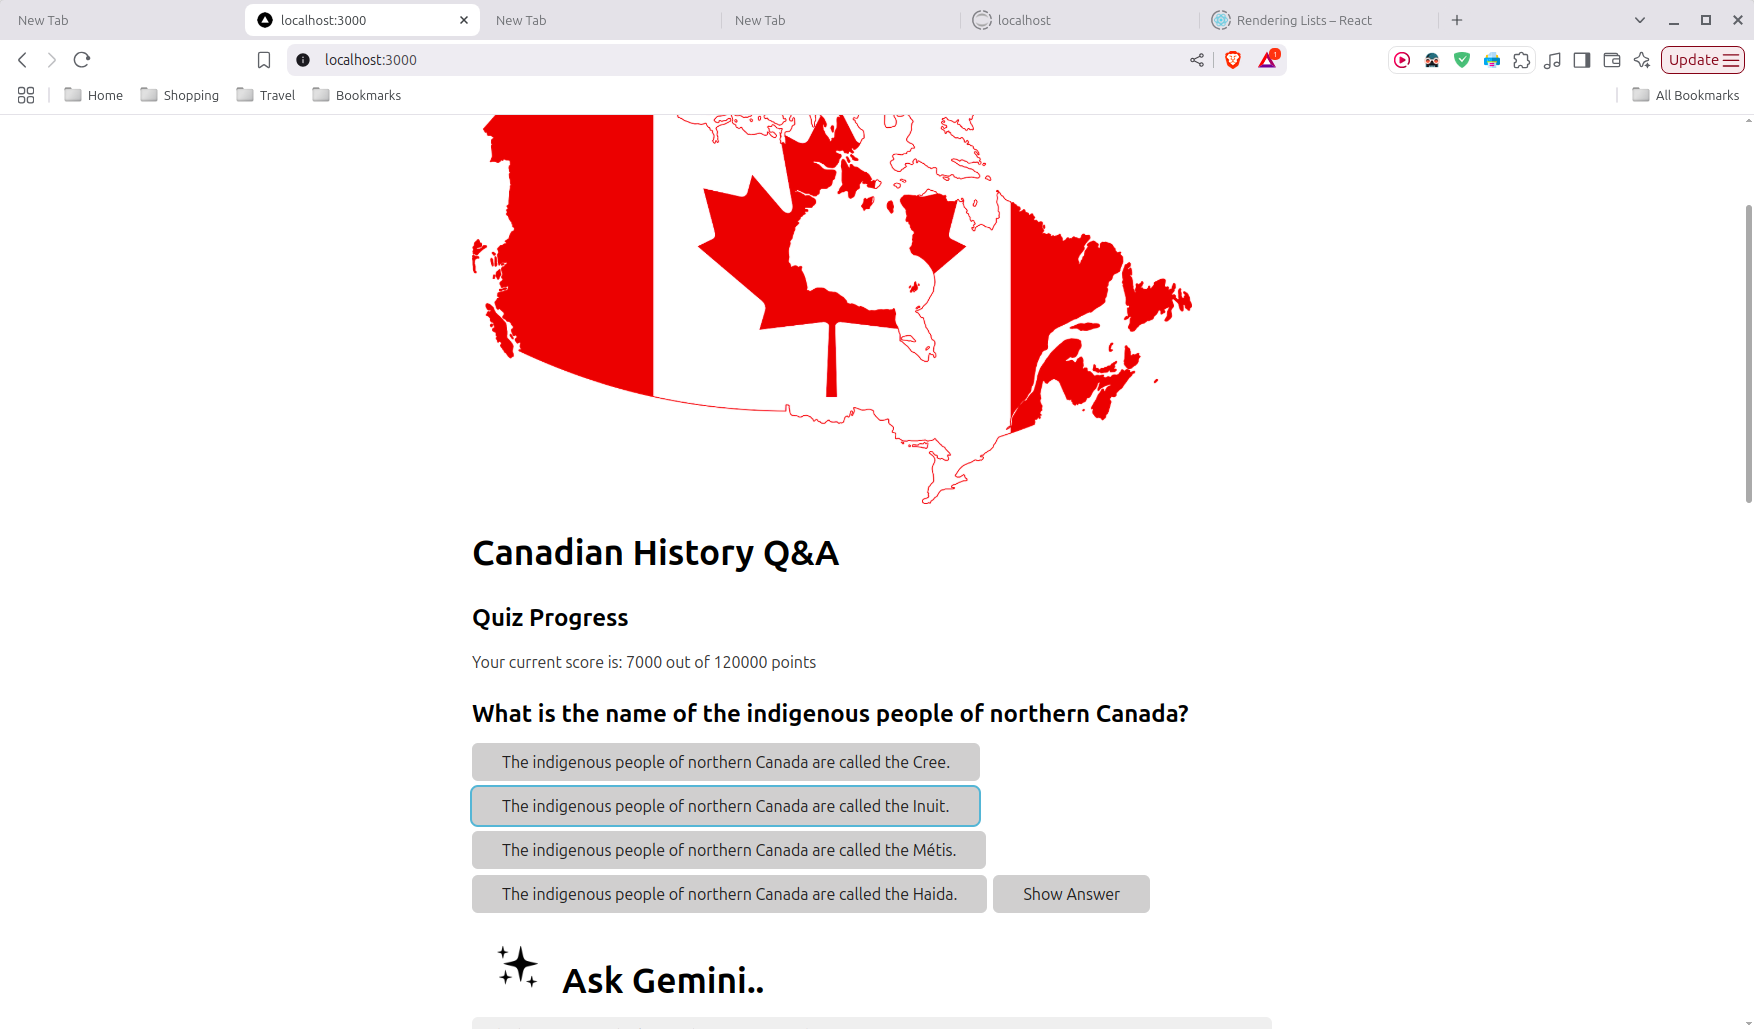 New Tab
localhost:3000
New Tab
New Tab
localhost
Rendering Lists – React
localhost:3000
1
Update
Home
Shopping
Travel
Bookmarks
All Bookmarks
Canadian History Q&A
Quiz Progress
Your current score is: 7000 out of 120000 points
What is the name of the indigenous people of northern Canada?
The indigenous people of northern Canada are called the Cree.
The indigenous people of northern Canada are called the Inuit.
The indigenous people of northern Canada are called the Métis.
The indigenous people of northern Canada are called the Haida.
Show Answer
Ask Gemini..